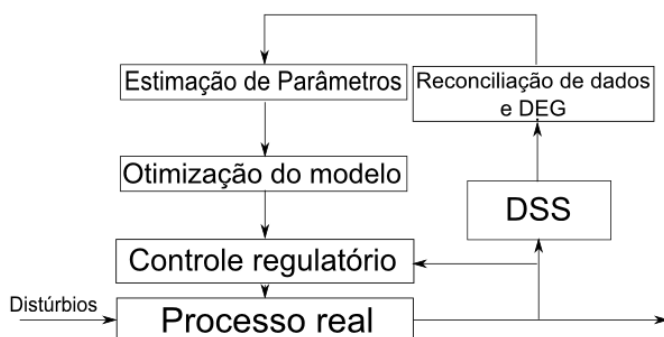 Estimação de Parâmetros
Reconciliação de dados
e DEG
Otimização do modelo
DSS
Controle regulatório
Distúrbios
Processo real